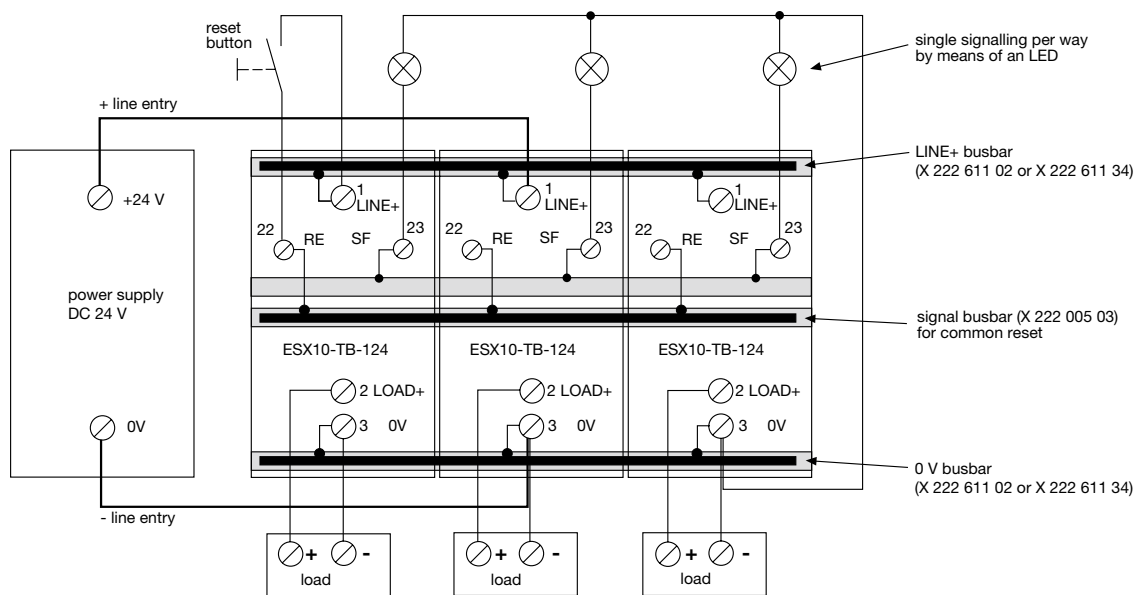 reset
button
single signalling per way
by means of an LED
+ line entry
LINE+ busbar
(X 222 611 02 or X 222 611 34)
+24 V
1
LINE+
1
LINE+
1
LINE+
22
RE
SF
23
22
RE
SF
23
22
RE
SF
23
power supply
DC 24 V
signal busbar (X 222 005 03)
for common reset
ESX10-TB-124
ESX10-TB-124
ESX10-TB-124
2 LOAD+
2 LOAD+
2 LOAD+
0V
3 0V
3 0V
3 0V
0 V busbar
(X 222 611 02 or X 222 611 34)
- line entry
+ -
load
+ -
load
+ -
load